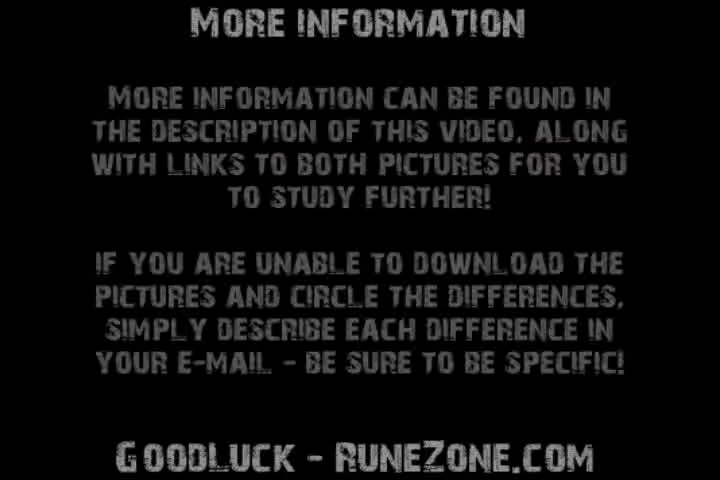 More information
More information can be found in
the description of this video, along
with links to both pictures for you
to study further!
If you are unable to download the
pictures and circle the differences,
simply describe each difference in
your e-mail - be sure to be specific!
GoodLuck - RuneZone.com